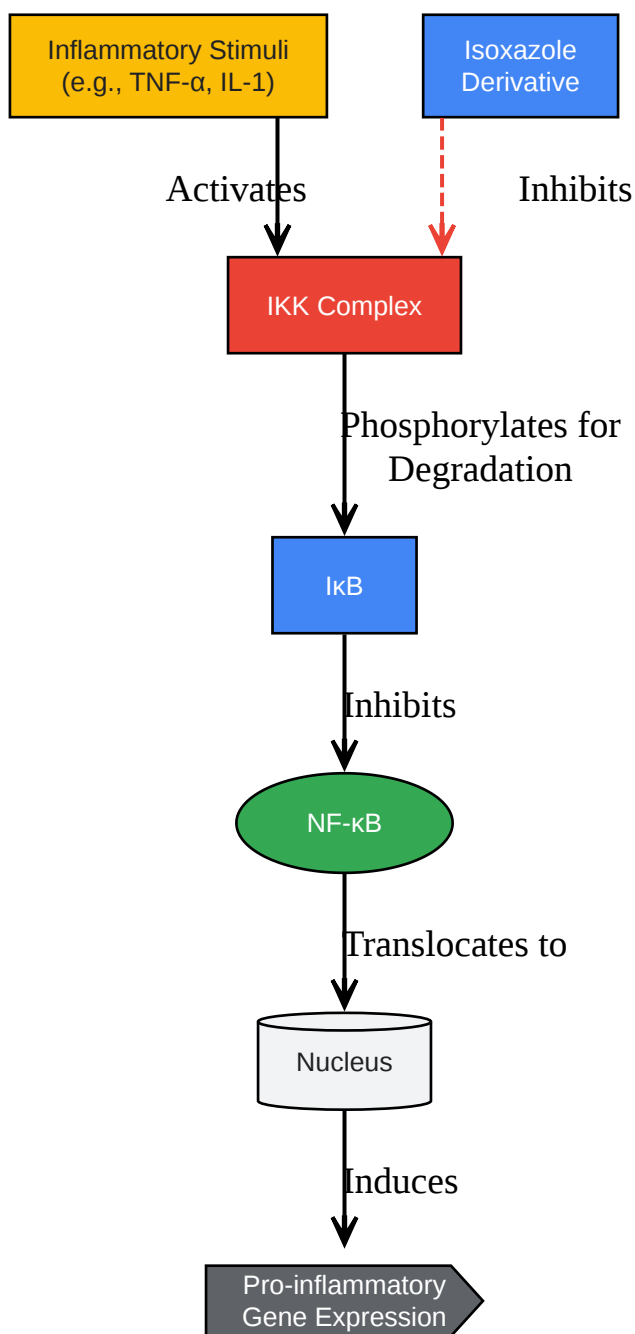 Inflammatory Stimuli
(e.g., TNF-α, IL-1)
Isoxazole
Derivative
Activates
Inhibits
IKK Complex
Phosphorylates for
Degradation
IκB
Inhibits
NF-κB
Translocates to
Nucleus
Induces
Pro-inflammatory
Gene Expression